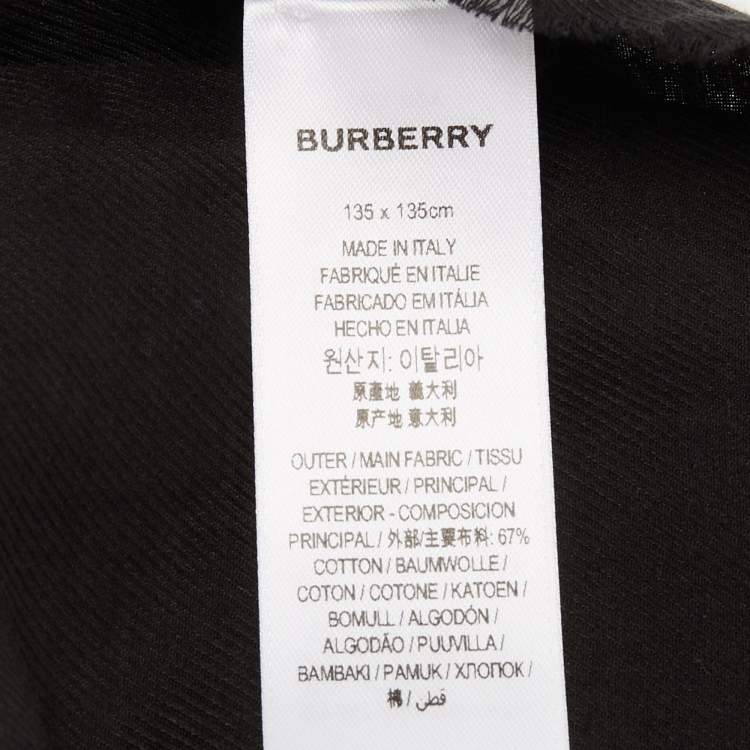 BURBERRY
135 x 135cm
MADE IN ITALY
FABRIQUÉ EN ITALIE
FABRICADO EM ITÁLIA
HECHO EN ITALIA
원산지: 이탈리아
原產地 義大利
原产地 意大利
OUTER / MAIN FABRIC / TISSU
EXTÉRIEUR / PRINCIPAL /
EXTERIOR - COMPOSICION
PRINCIPAL / 外部/主要布料: 67%
COTTON / BAUMWOLLE /
COTON / COTONE / KATOEN /
BOMULL / ALGODÓN /
ALGODÃO / PUUVILLA /
BAMBAKI / PAMUK / ХЛОПОК /
棉 / قطن /